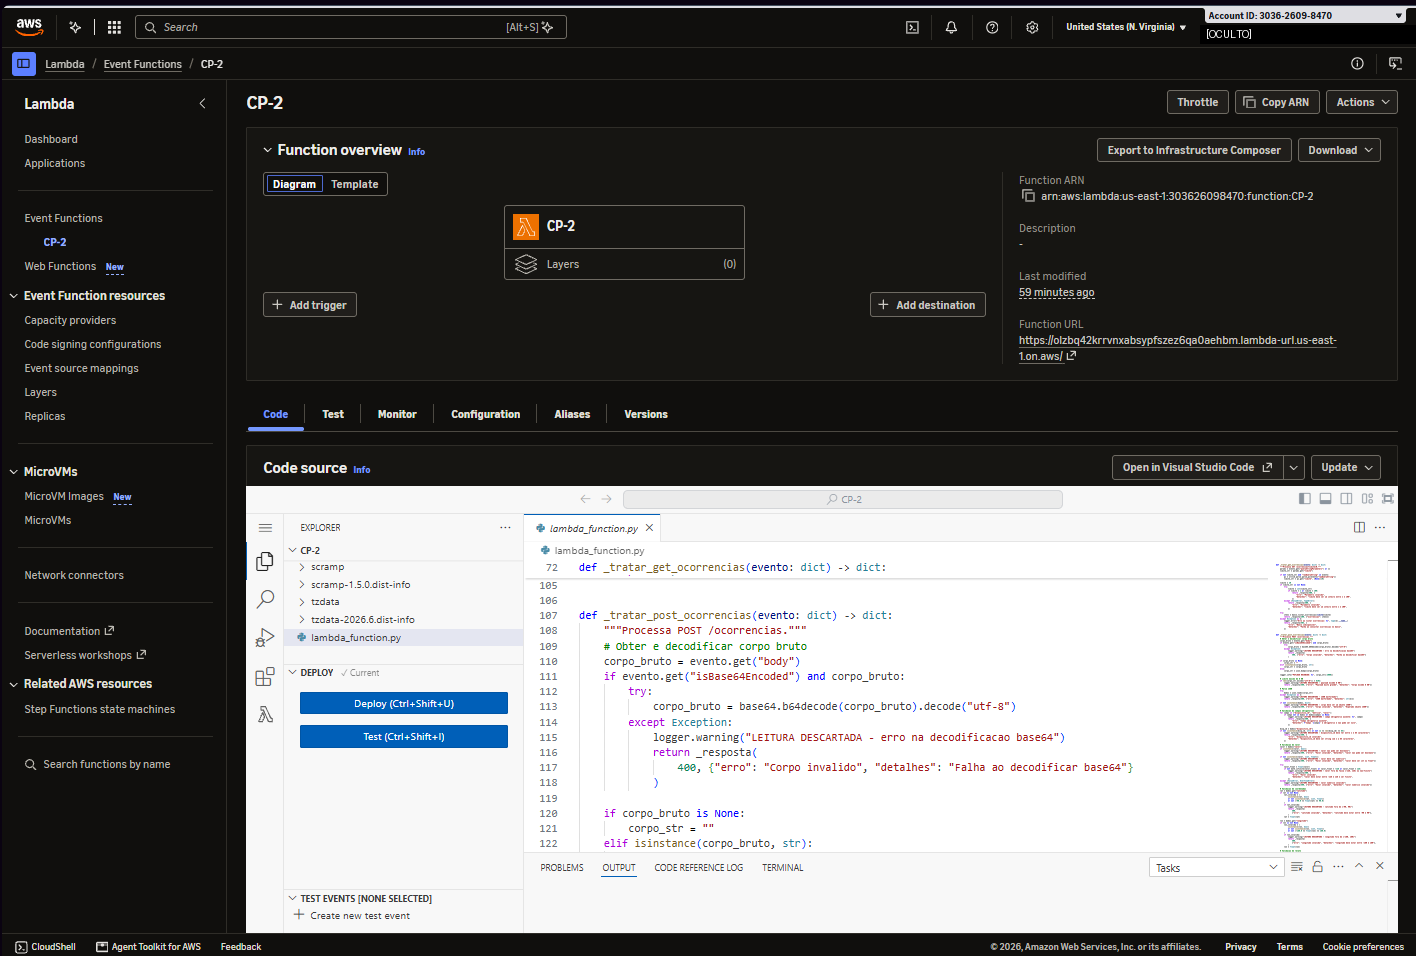 aws
Search
[Alt+S]
United States (N. Virginia)
Account ID: 3036-2609-8470
[OCULTO]
Lambda / Event Functions / CP-2
Lambda
Dashboard
Applications
Event Functions
CP-2
Web Functions New
Event Function resources
Capacity providers
Code signing configurations
Event source mappings
Layers
Replicas
MicroVMs
MicroVM Images New
MicroVMs
Network connectors
Documentation
Serverless workshops
Related AWS resources
Step Functions state machines
Search functions by name
CP-2
Throttle
Copy ARN
Actions
Function overview Info
Export to Infrastructure Composer
Download
Diagram
Template
CP-2
Layers (0)
Add trigger
Add destination
Function ARN
arn:aws:lambda:us-east-1:303626098470:function:CP-2
Description
-
Last modified
59 minutes ago
Function URL
https://olzbq42krrvnxabsypfszez6qa0aehbm.lambda-url.us-east-
1.on.aws/
Code
Test
Monitor
Configuration
Aliases
Versions
Code source Info
Open in Visual Studio Code
Update
CP-2
EXPLORER
CP-2
scramp
scramp-1.5.0.dist-info
tzdata
tzdata-2026.6.dist-info
lambda_function.py
DEPLOY Current
Deploy (Ctrl+Shift+U)
Test (Ctrl+Shift+I)
TEST EVENTS [NONE SELECTED]
Create new test event
lambda_function.py
lambda_function.py
72 def _tratar_get_ocorrencias(evento: dict) -> dict:
105
106
107 def _tratar_post_ocorrencias(evento: dict) -> dict:
108 """Processa POST /ocorrencias."""
109 # Obter e decodificar corpo bruto
110 corpo_bruto = evento.get("body")
111 if evento.get("isBase64Encoded") and corpo_bruto:
112 try:
113 corpo_bruto = base64.b64decode(corpo_bruto).decode("utf-8")
114 except Exception:
115 logger.warning("LEITURA DESCARTADA - erro na decodificacao base64")
116 return _resposta(
117 400, {"erro": "Corpo invalido", "detalhes": "Falha ao decodificar base64"}
118 )
119
120 if corpo_bruto is None:
121 corpo_str = ""
122 elif isinstance(corpo_bruto, str):
PROBLEMS
OUTPUT
CODE REFERENCE LOG
TERMINAL
Tasks
CloudShell
Agent Toolkit for AWS
Feedback
© 2026, Amazon Web Services, Inc. or its affiliates.
Privacy
Terms
Cookie preferences